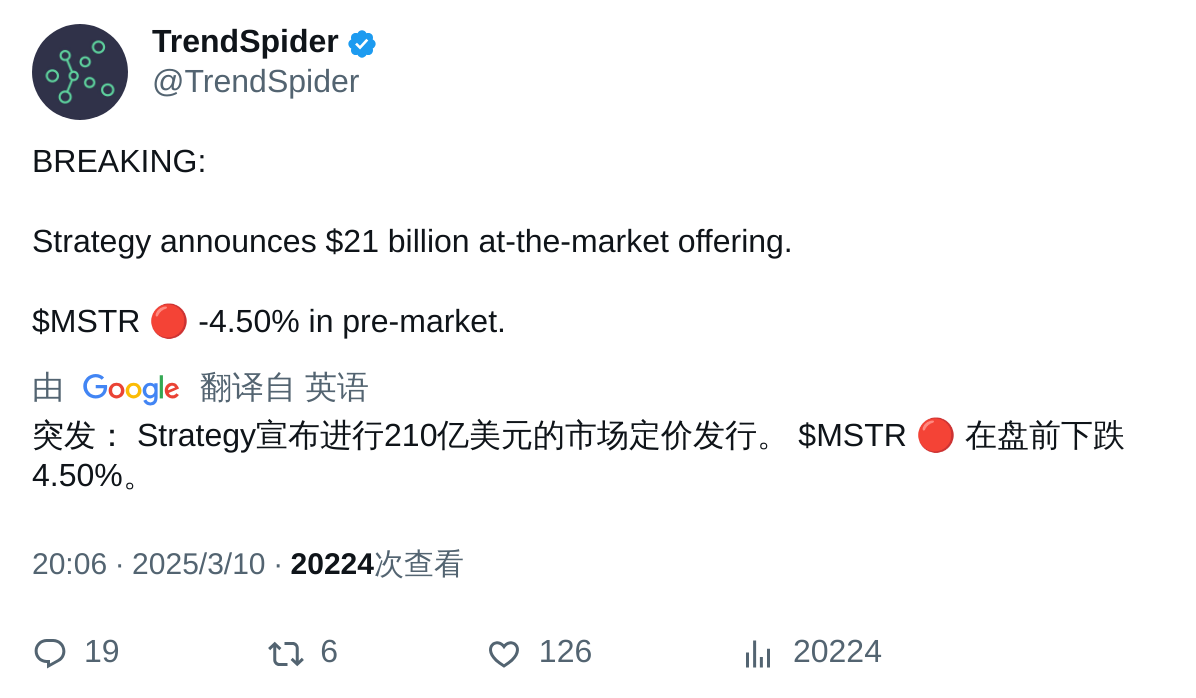 TrendSpider
@TrendSpider
BREAKING:
Strategy announces $21 billion at-the-market offering.
$MSTR 🔴 -4.50% in pre-market.
由 Google 翻译自 英语
突发： Strategy宣布进行210亿美元的市场定价发行。 $MSTR 🔴 在盘前下跌
4.50%。
20:06 · 2025/3/10 · 20224次查看
19 6 126 20224